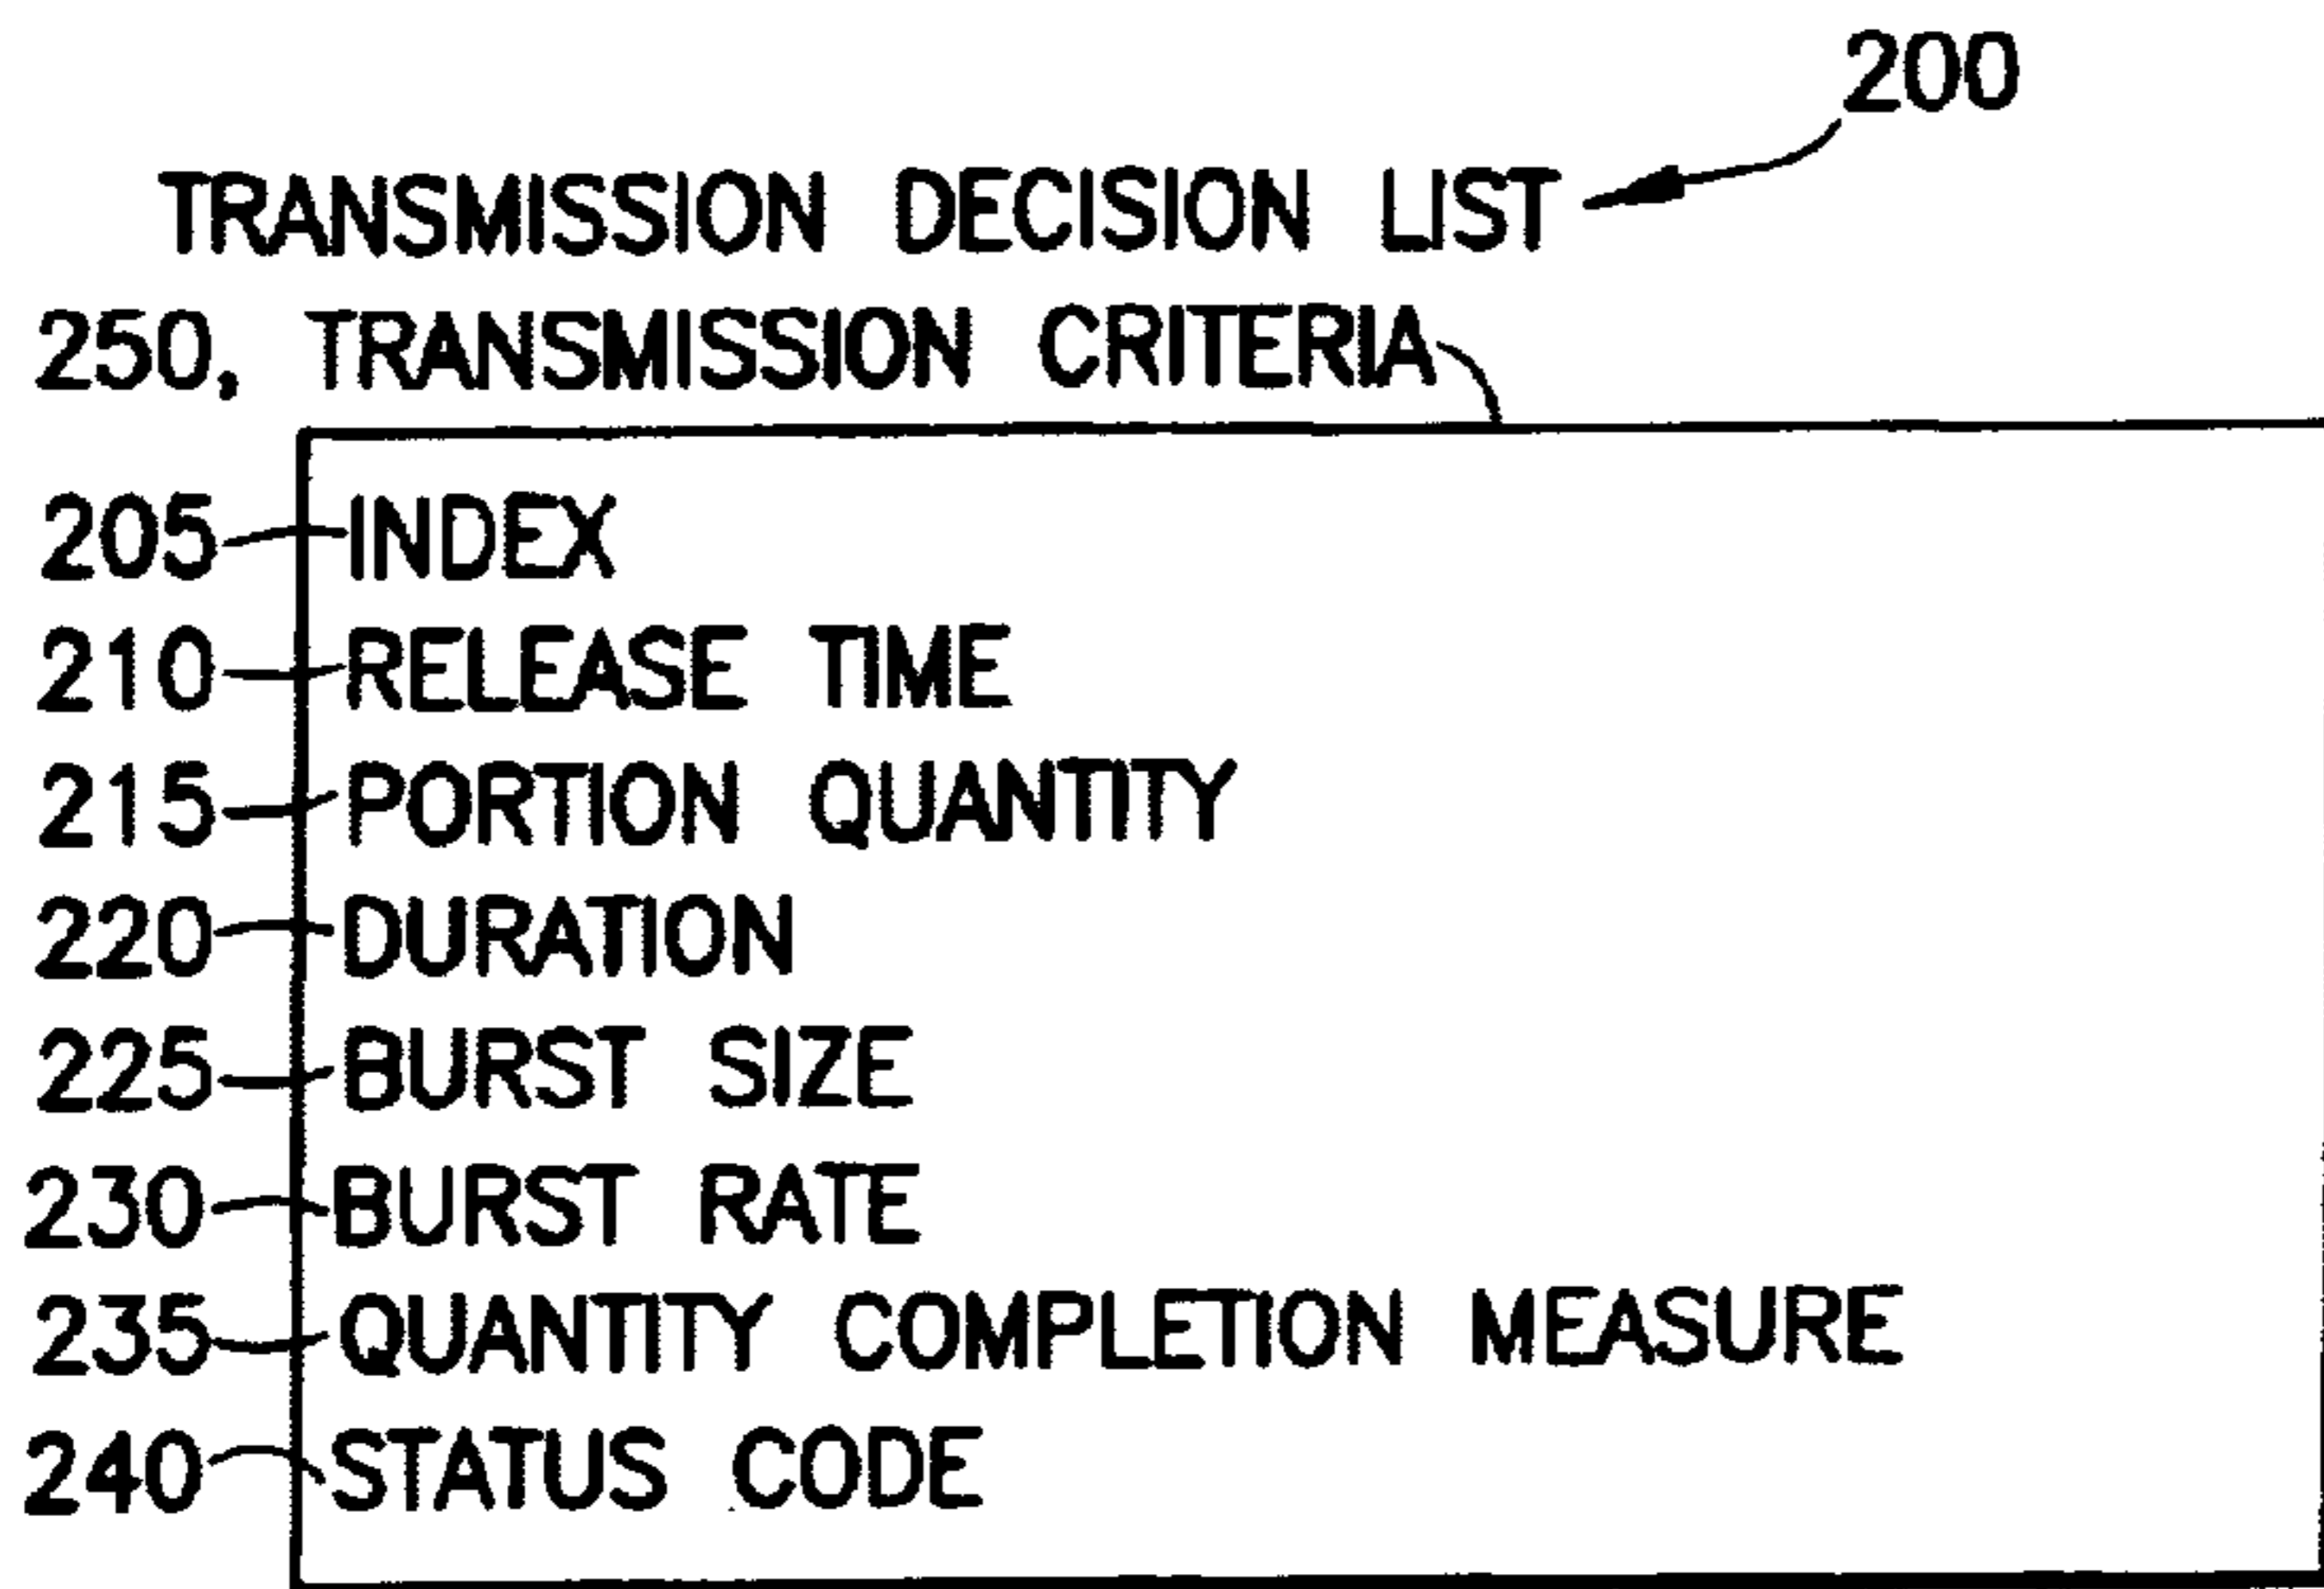 200
TRANSMISSION DECISION LIST
250, TRANSMISSION CRITERIA
205 INDEX
210 RELEASE TIME
215 PORTION QUANTITY
220 DURATION
225 BURST SIZE
230 BURST RATE
235 QUANTITY COMPLETION MEASURE
240 STATUS CODE